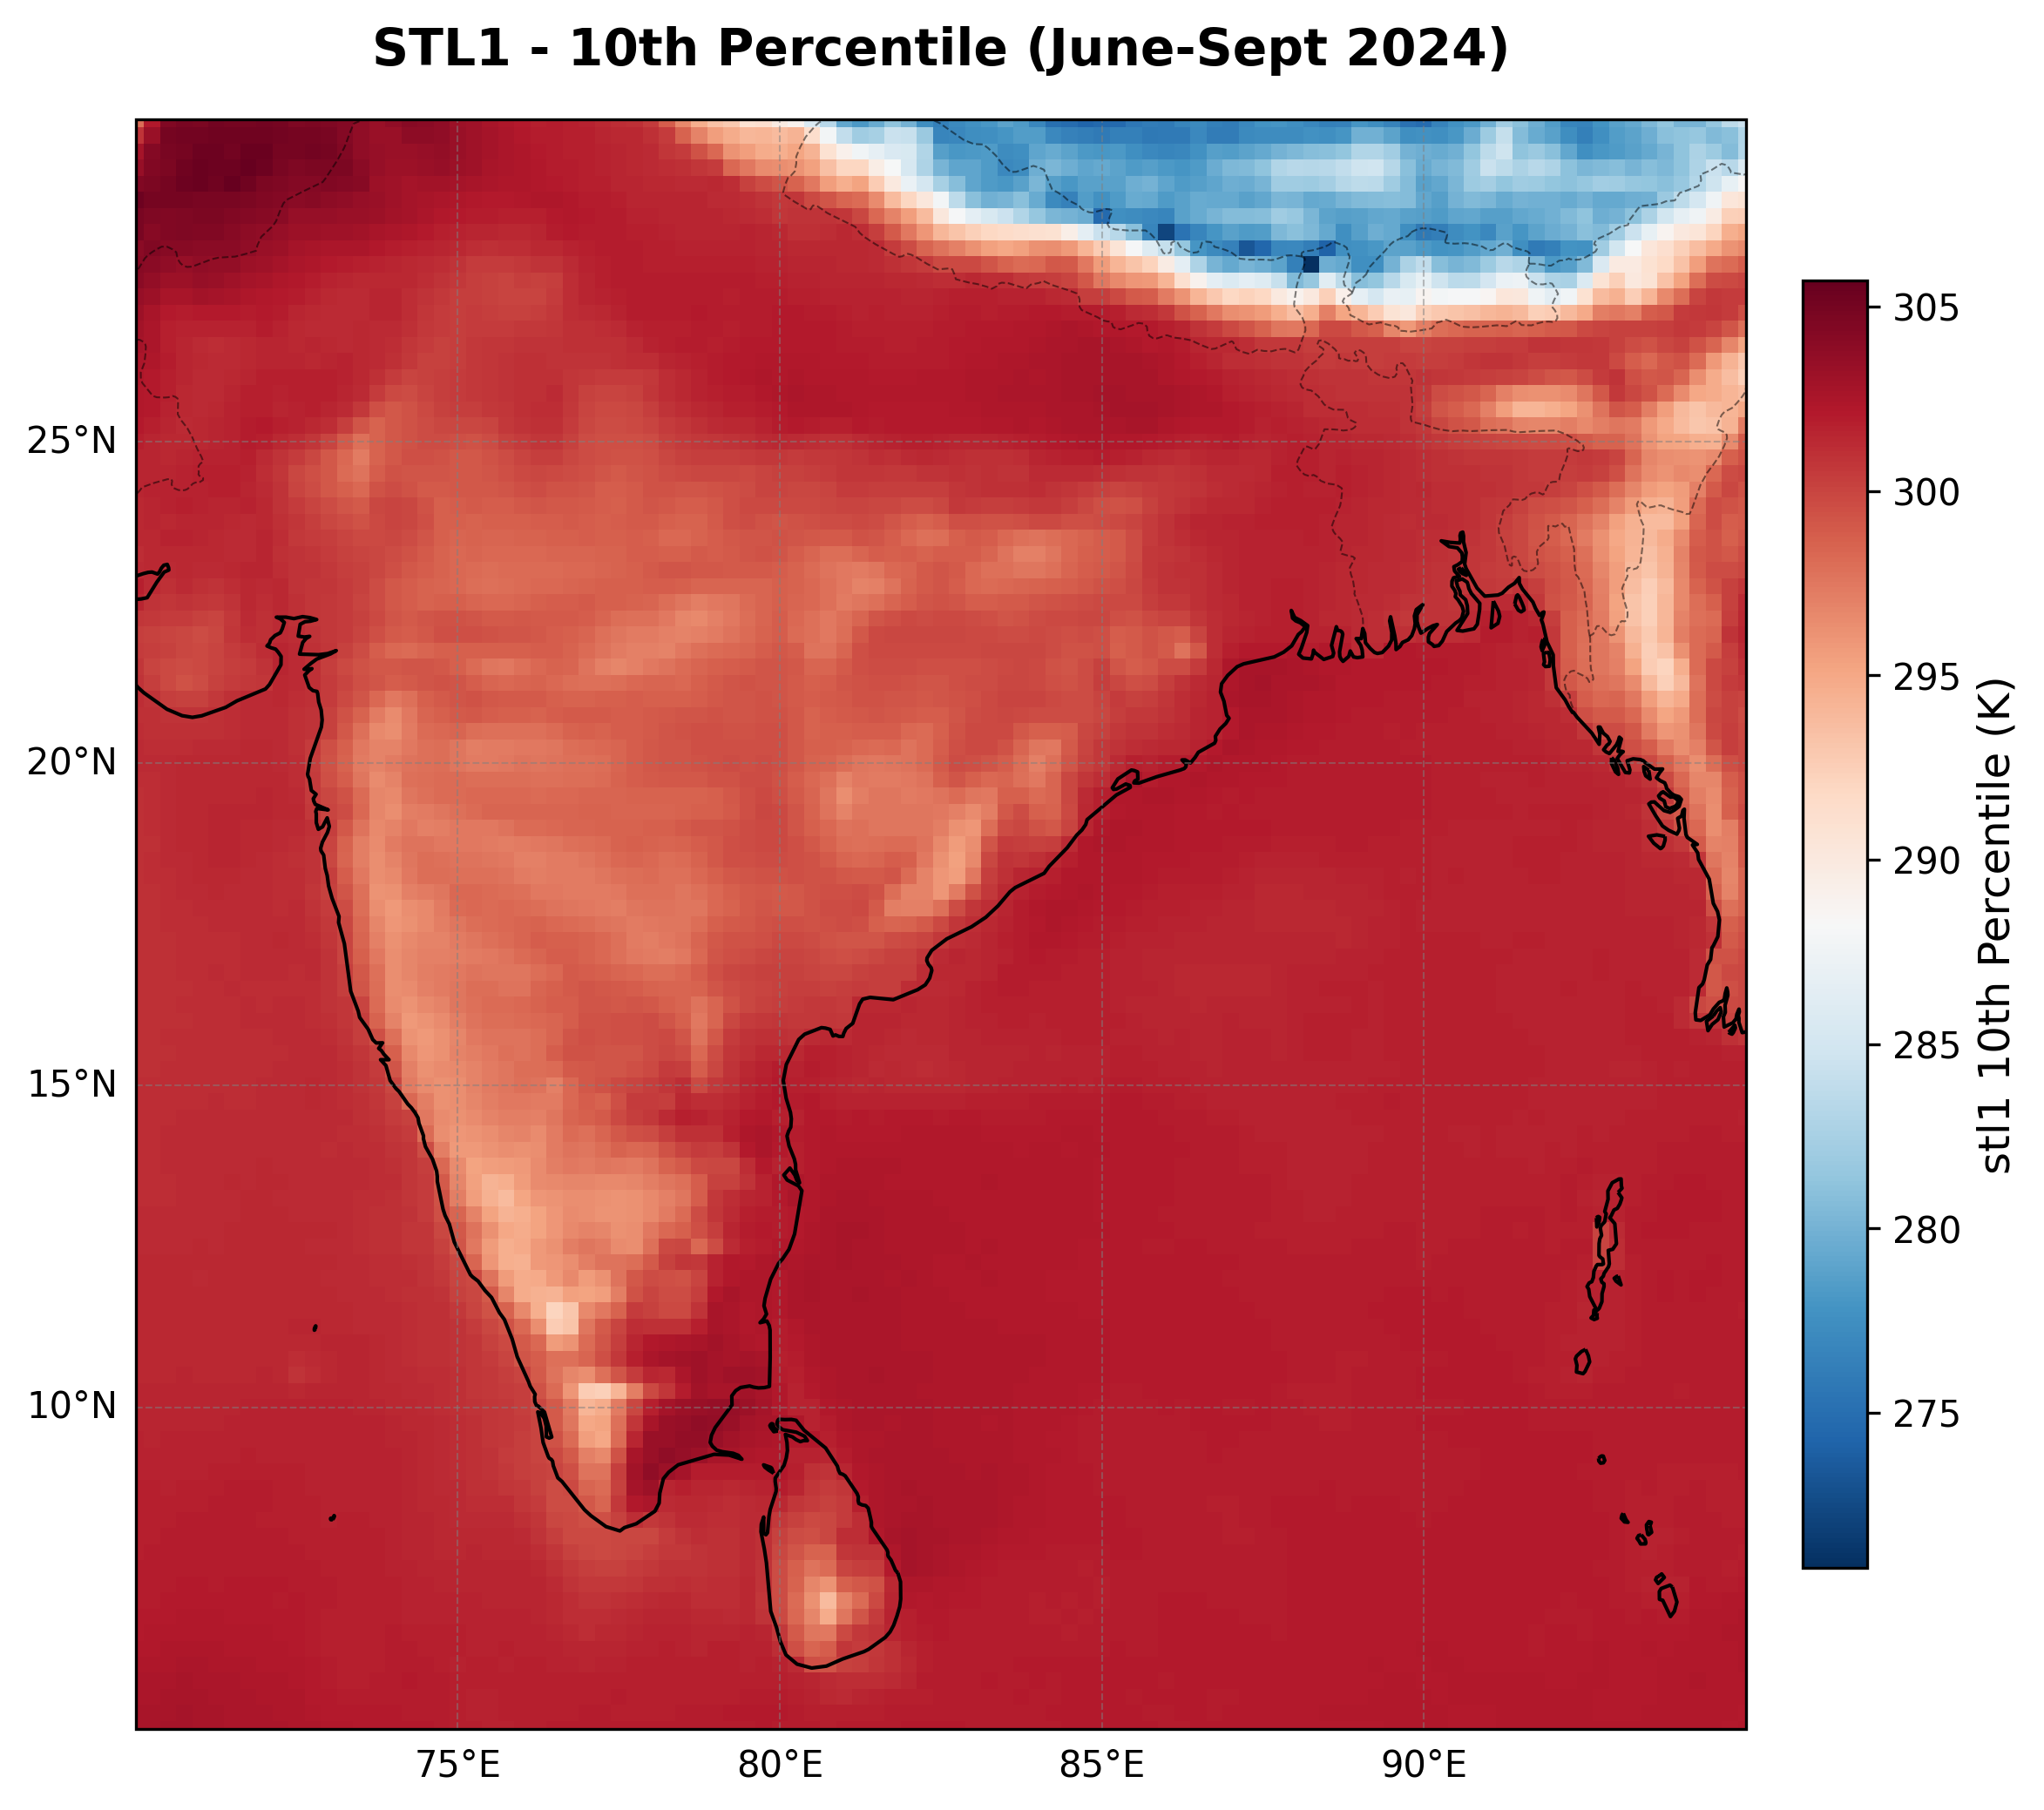 STL1 - 10th Percentile (June-Sept 2024)
25°N
20°N
15°N
10°N
75°E
80°E
85°E
90°E
305
300
295
290
285
280
275
stl1 10th Percentile (K)